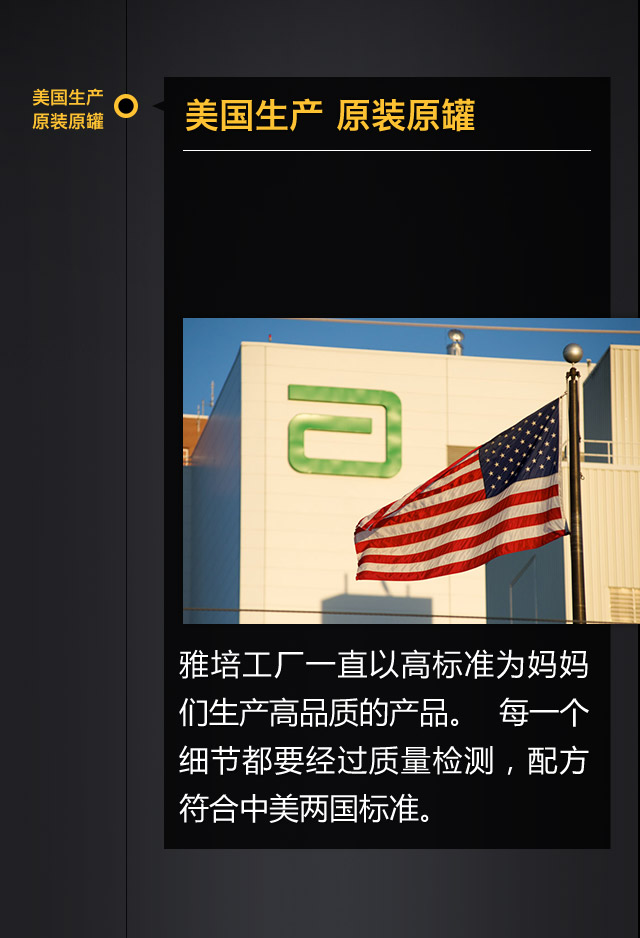 美国生产
原装原罐
美国生产 原装原罐
雅培工厂一直以高标准为妈妈
们生产高品质的产品。 每一个
细节都要经过质量检测，配方
符合中美两国标准。